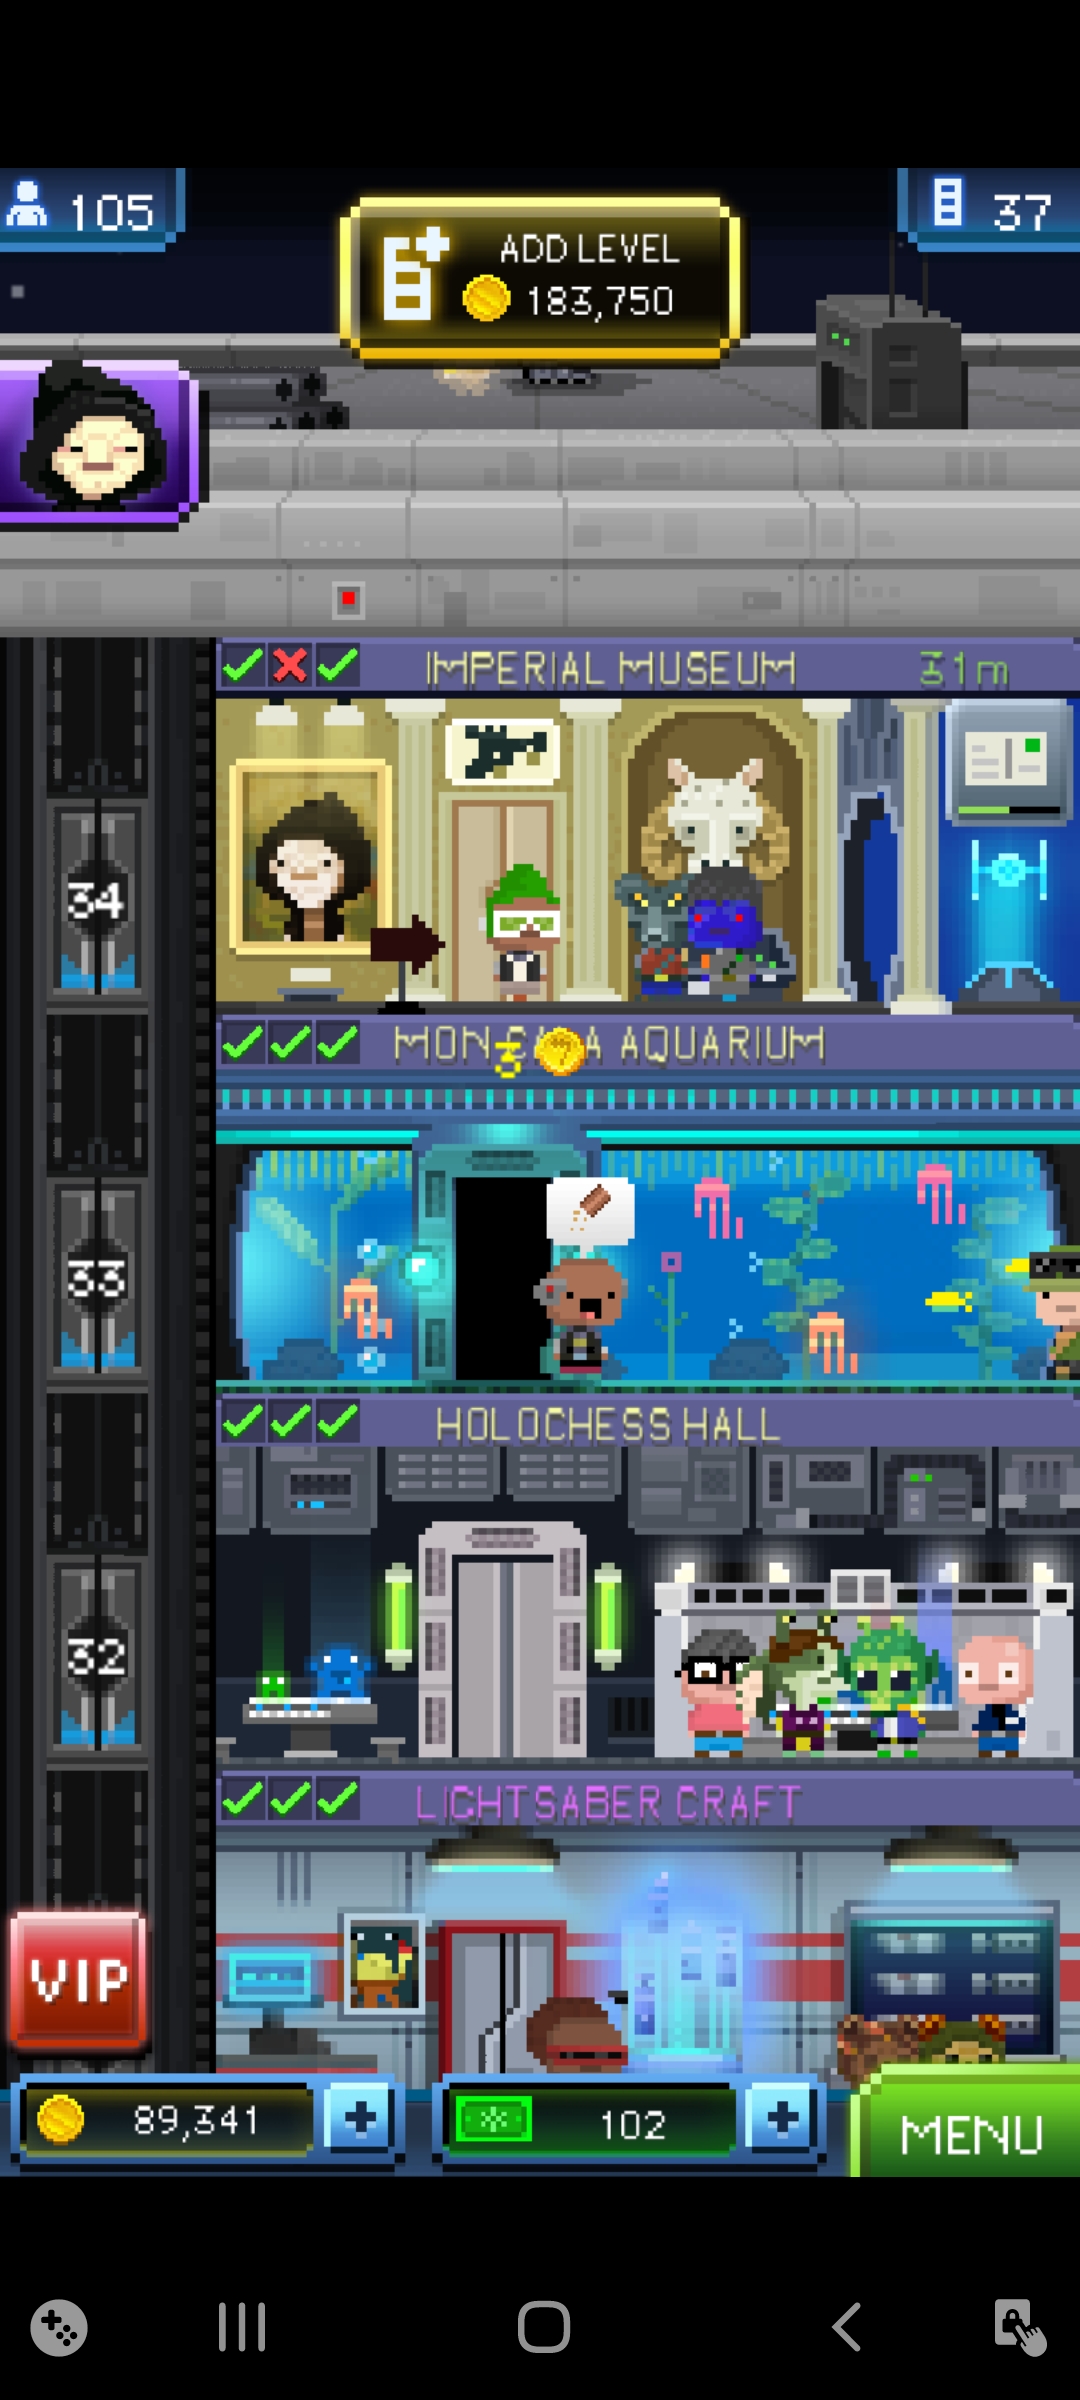 105
ADD LEVEL
183,750
37
IMPERIAL MUSEUM 31m
34
AQUARIUM
3
33
HOLOCHESS HALL
32
LIGHTSABER CRAFT
VIP
89,341
102
MENU